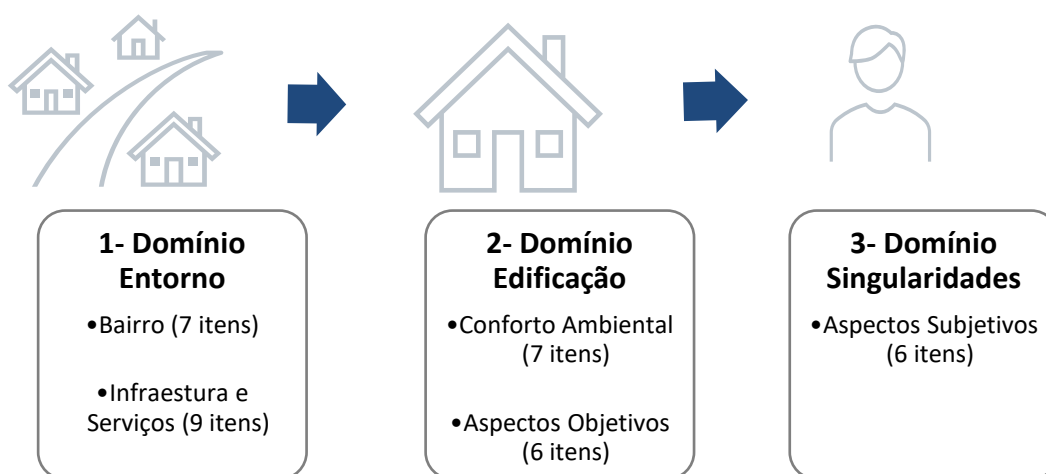 1- Domínio
Entorno
•Bairro (7 itens)
•Infraestura e
Serviços (9 itens)
2- Domínio
Edificação
•Conforto Ambiental
(7 itens)
•Aspectos Objetivos
(6 itens)
3- Domínio
Singularidades
•Aspectos Subjetivos
(6 itens)